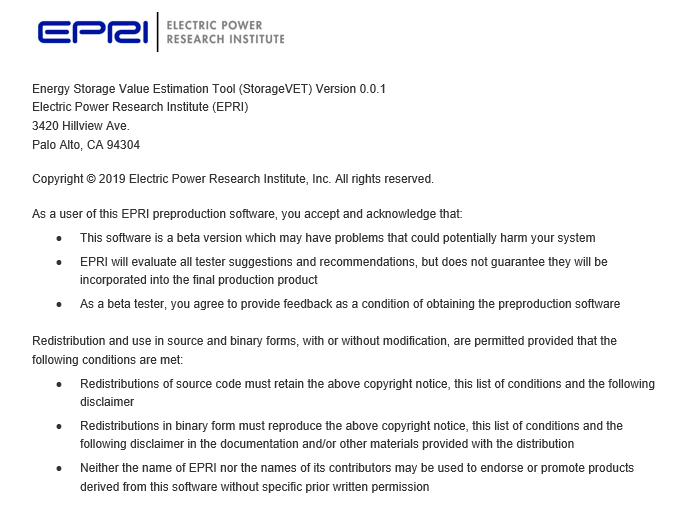 EPRI
ELECTRIC POWER
RESEARCH INSTITUTE
Energy Storage Value Estimation Tool (StorageVET) Version 0.0.1
Electric Power Research Institute (EPRI)
3420 Hillview Ave.
Palo Alto, CA 94304
Copyright © 2019 Electric Power Research Institute, Inc. All rights reserved.
As a user of this EPRI preproduction software, you accept and acknowledge that:
• This software is a beta version which may have problems that could potentially harm your system
• EPRI will evaluate all tester suggestions and recommendations, but does not guarantee they will be
incorporated into the final production product
• As a beta tester, you agree to provide feedback as a condition of obtaining the preproduction software
Redistribution and use in source and binary forms, with or without modification, are permitted provided that the
following conditions are met:
• Redistributions of source code must retain the above copyright notice, this list of conditions and the following
disclaimer
• Redistributions in binary form must reproduce the above copyright notice, this list of conditions and the
following disclaimer in the documentation and/or other materials provided with the distribution
• Neither the name of EPRI nor the names of its contributors may be used to endorse or promote products
derived from this software without specific prior written permission